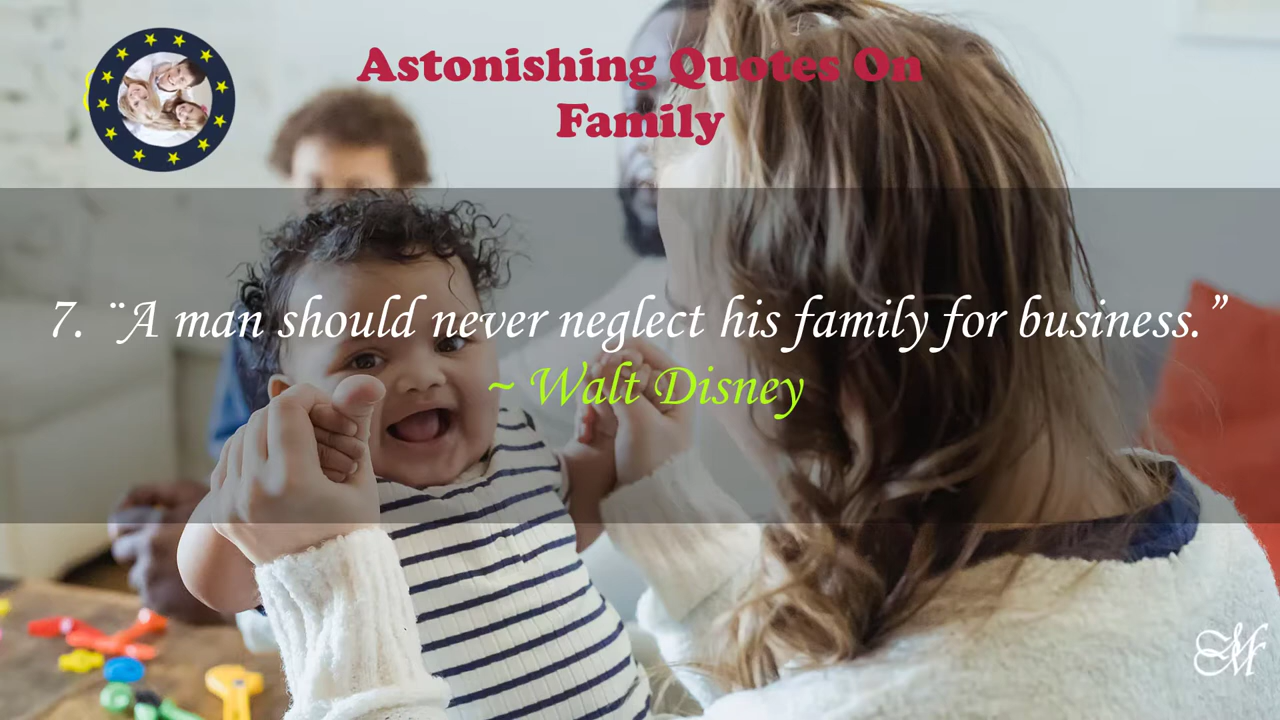 Astonishing Quotes On
Family
7. ¨A man should never neglect his family for business.”
~ Walt Disney
M